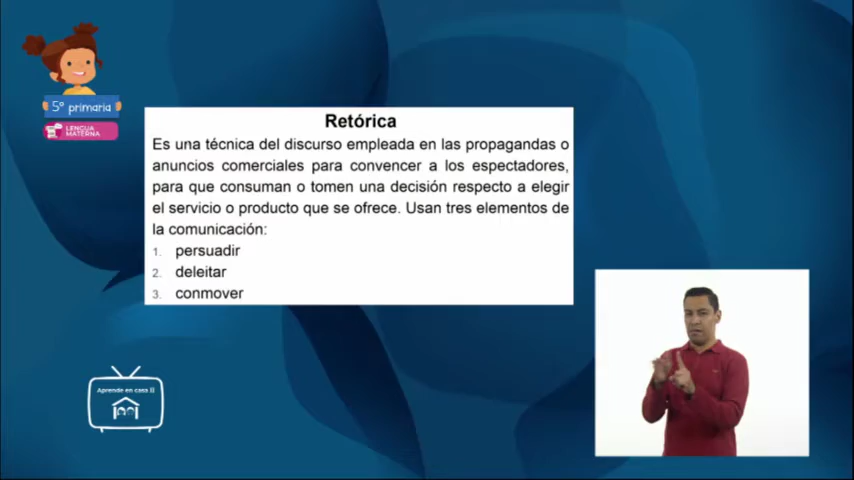 5º primaria
LENGUA
MATERNA
Retórica
Es una técnica del discurso empleada en las propagandas o
anuncios comerciales para convencer a los espectadores,
para que consuman o tomen una decisión respecto a elegir
el servicio o producto que se ofrece. Usan tres elementos de
la comunicación:
1. persuadir
2. deleitar
3. conmover
Aprende en casa II